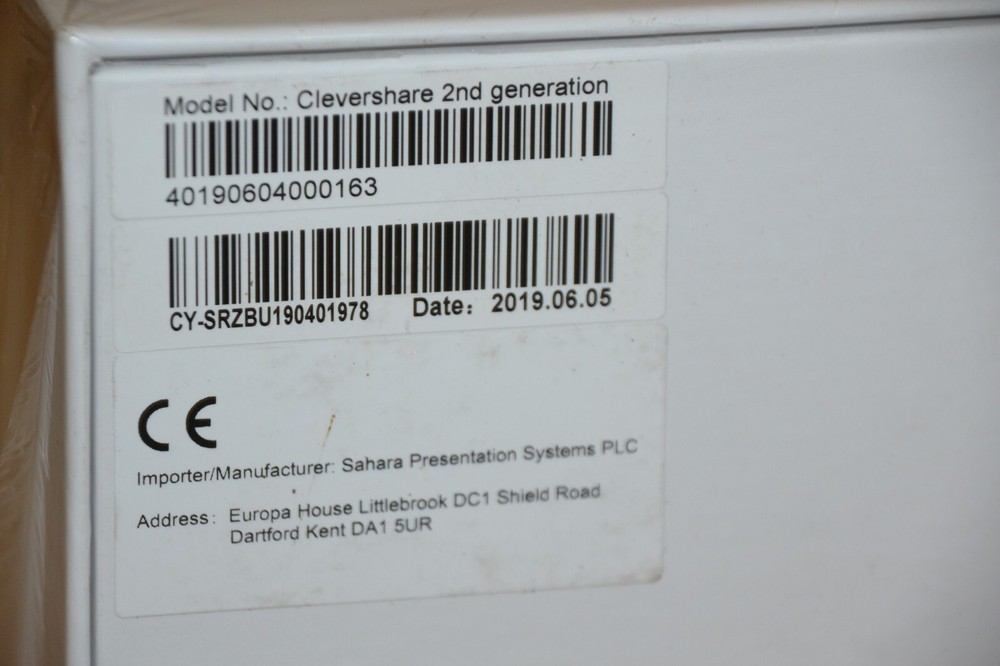 Model No.: Clevershare 2nd generation
40190604000163
CY-SRZBU190401978 Date: 2019.06.05
CE
Importer/Manufacturer: Sahara Presentation Systems PLC
Address: Europa House Littlebrook DC1 Shield Road
Dartford Kent DA1 5UR